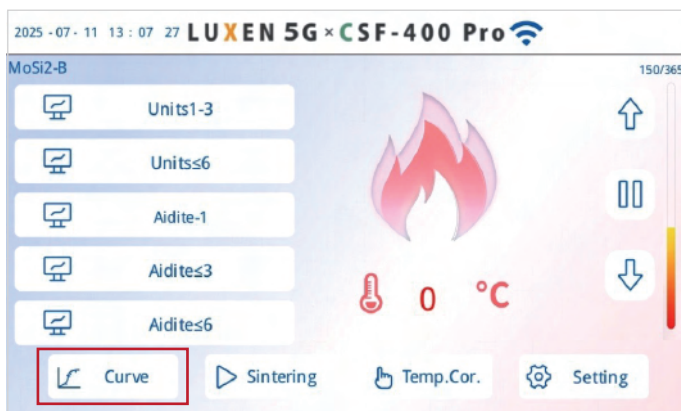 2025 -07- 11 13 : 07 27 LUXEN 5G × CSF-400 Pro
MoSi2-B
150/365
Units1-3
Units≤6
Aidite-1
Aidite≤3
Aidite≤6
0 °C
Curve Sintering Temp.Cor. Setting